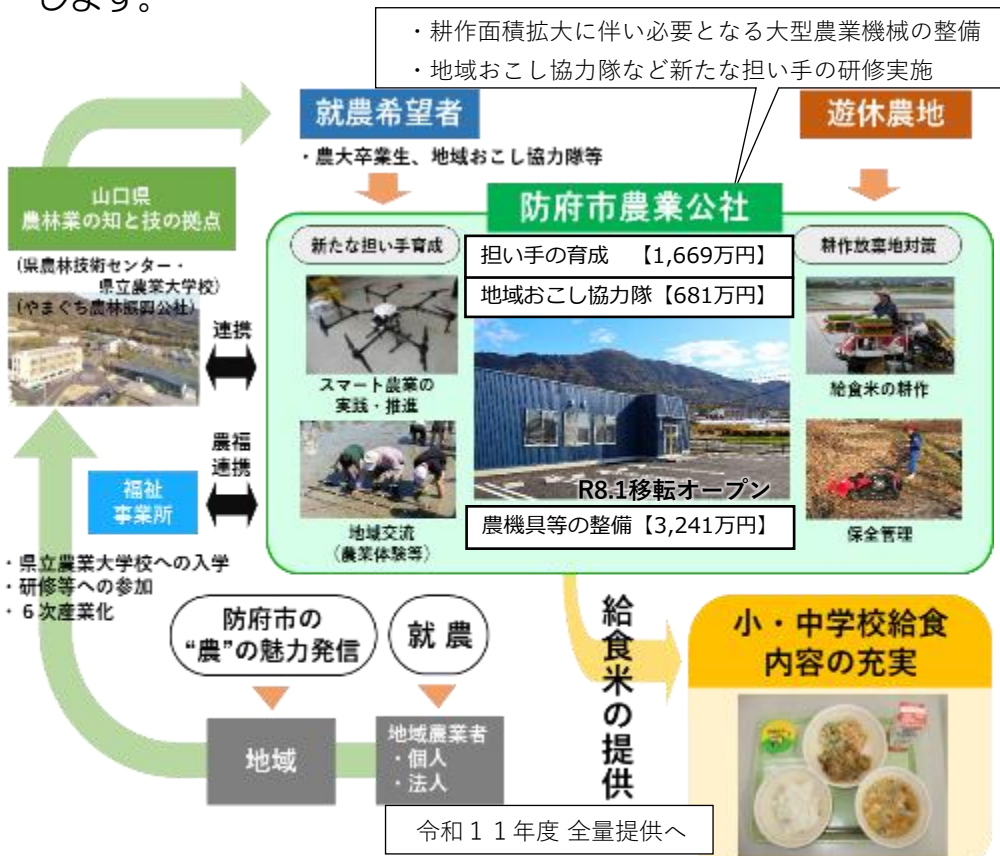 します。
・耕作面積拡大に伴い必要となる大型農業機械の整備
・地域おこし協力隊など新たな担い手の研修実施
就農希望者
・農大卒業生、地域おこし協力隊等
遊休農地
山口県
農林業の知と技の拠点
(県農林技術センター・
県立農業大学校)
(やまぐち農林振興公社)
連携
農福
連携
福祉
事業所
・県立農業大学校への入学
・研修等への参加
・６次産業化
防府市農業公社
新たな担い手育成
スマート農業の
実践・推進
地域交流
(農業体験等)
担い手の育成 【1,669万円】
地域おこし協力隊【681万円】
R8.1移転オープン
農機具等の整備【3,241万円】
耕作放棄地対策
給食米の耕作
保全管理
防府市の
“農”の魅力発信
就農
地域
地域農業者
・個人
・法人
給食米の提供
令和１１年度 全量提供へ
小・中学校給食
内容の充実